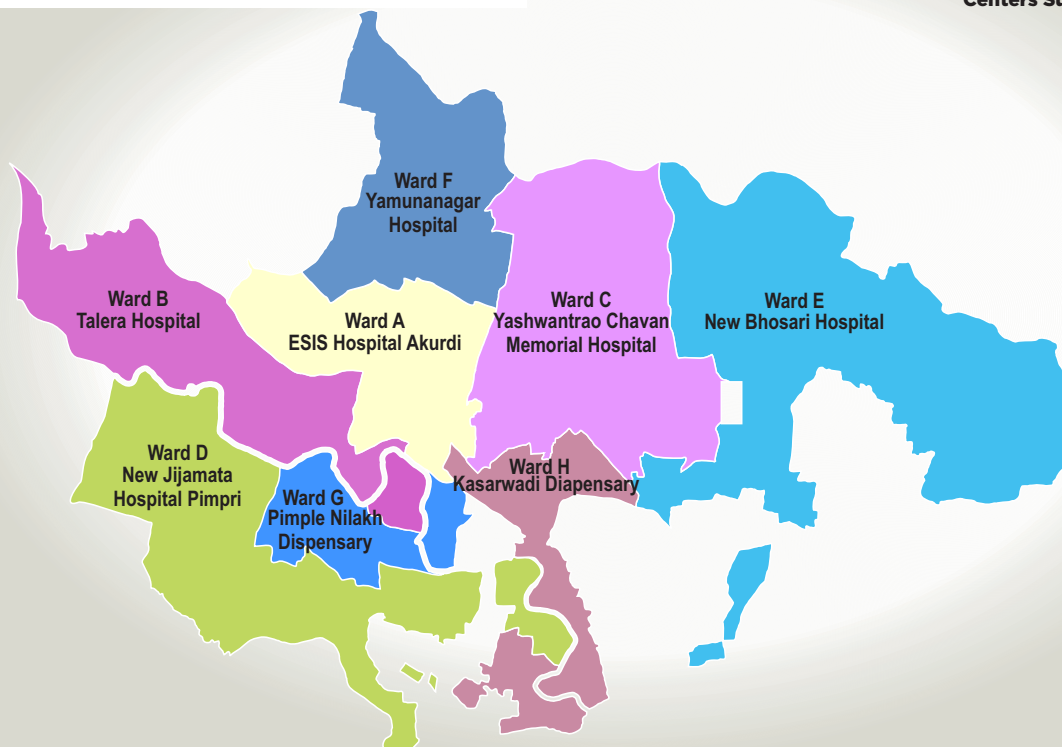 Ward F
Yamunanagar
Hospital
Ward B
Talera Hospital
Ward A
ESIS Hospital Akurdi
Ward C
Yashwantrao Chavan
Memorial Hospital
Ward E
New Bhosari Hospital
Ward D
New Jijamata
Hospital Pimpri
Ward G
Pimple Nilakh
Dispensary
Ward H
Kasarwadi Diapensary